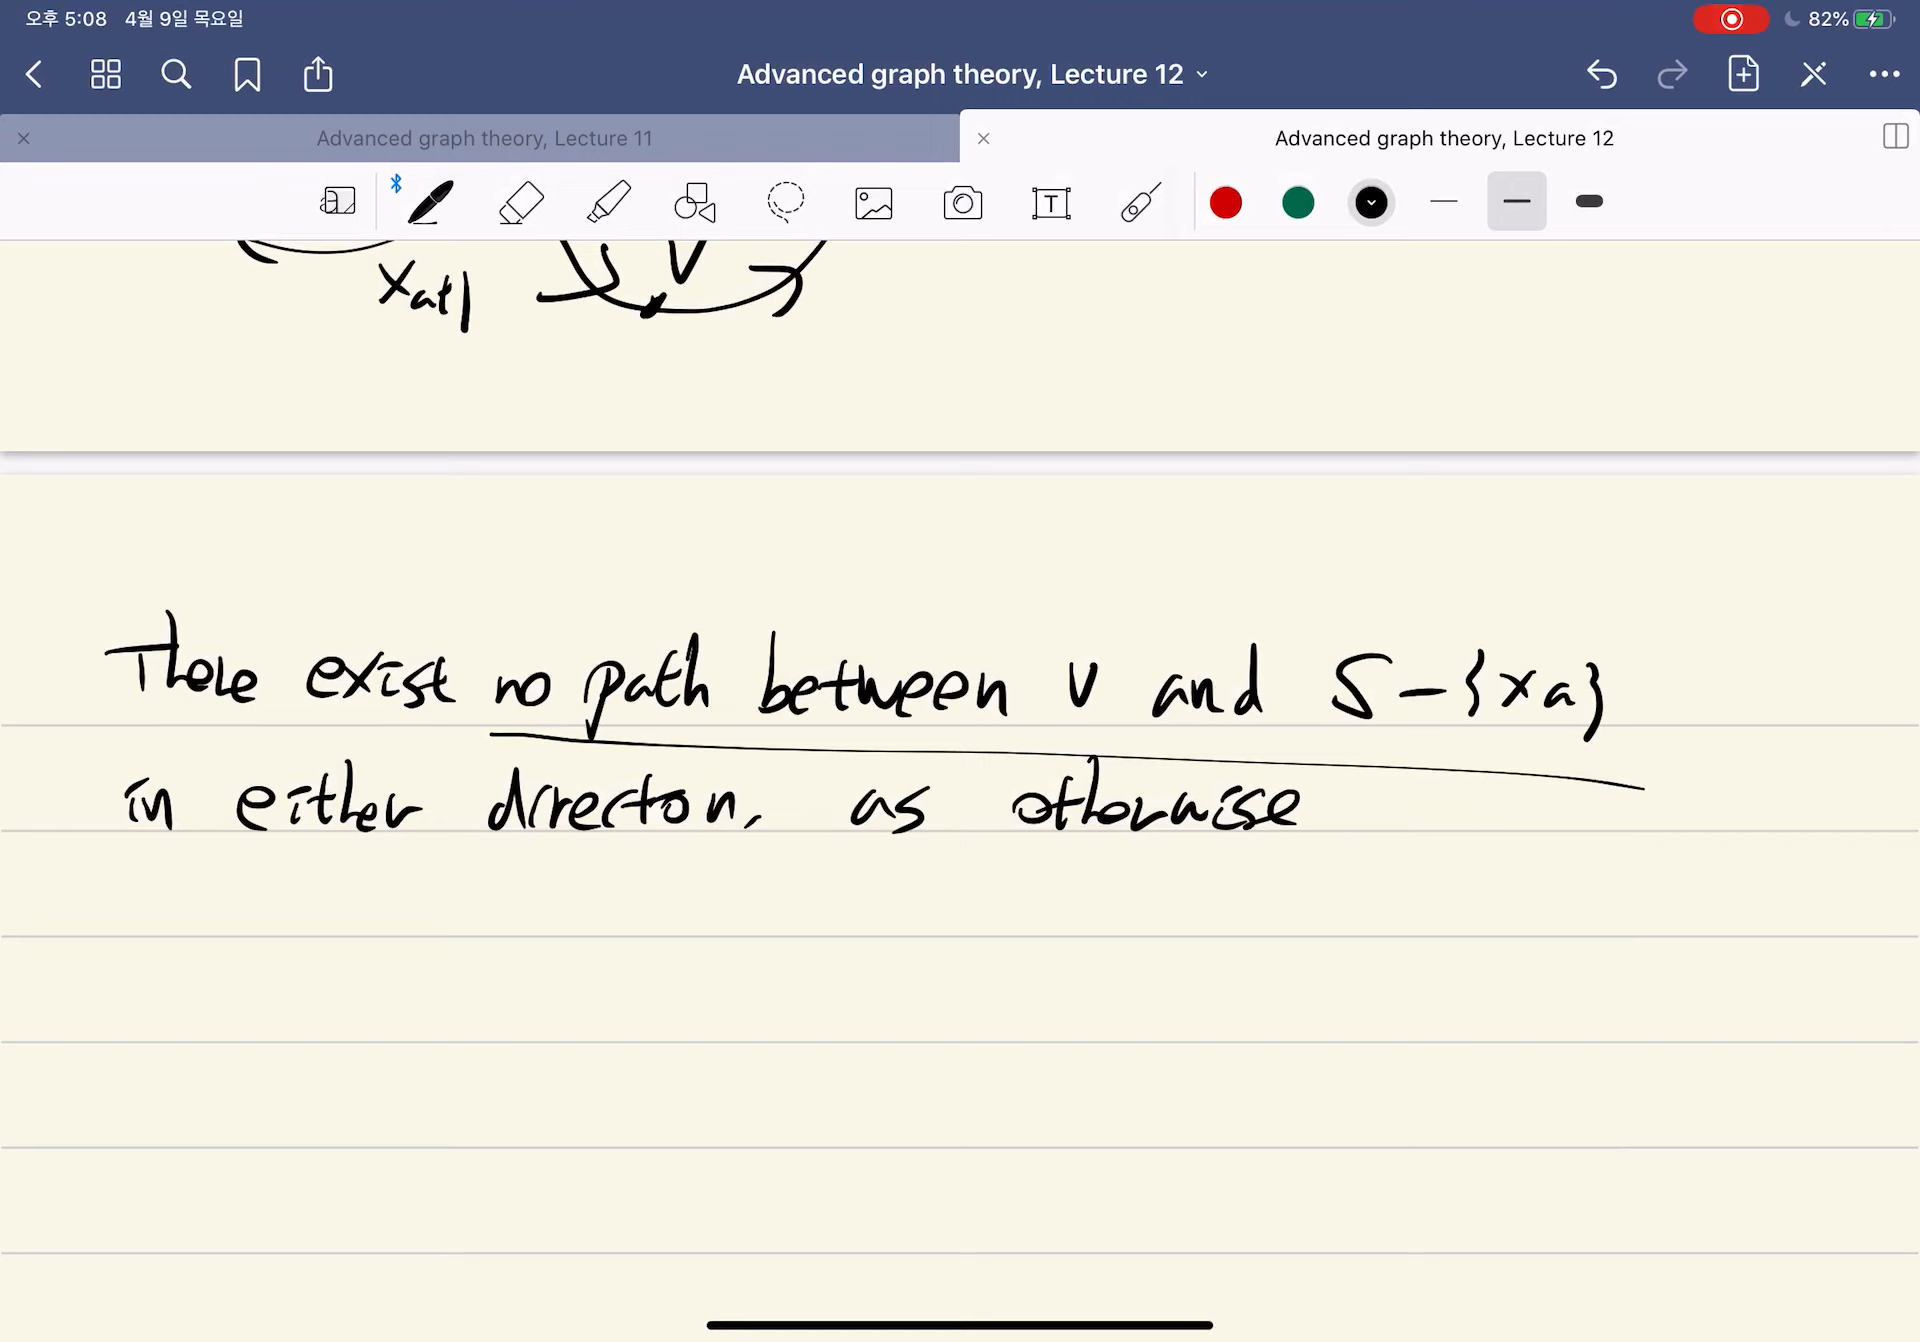 오후 5:08 4월 9일 목요일
82%
Advanced graph theory, Lecture 12
Advanced graph theory, Lecture 11
Advanced graph theory, Lecture 12
T
V
Xa+1
There exist no path between v and S-{xa}
in either direction, as otherwise